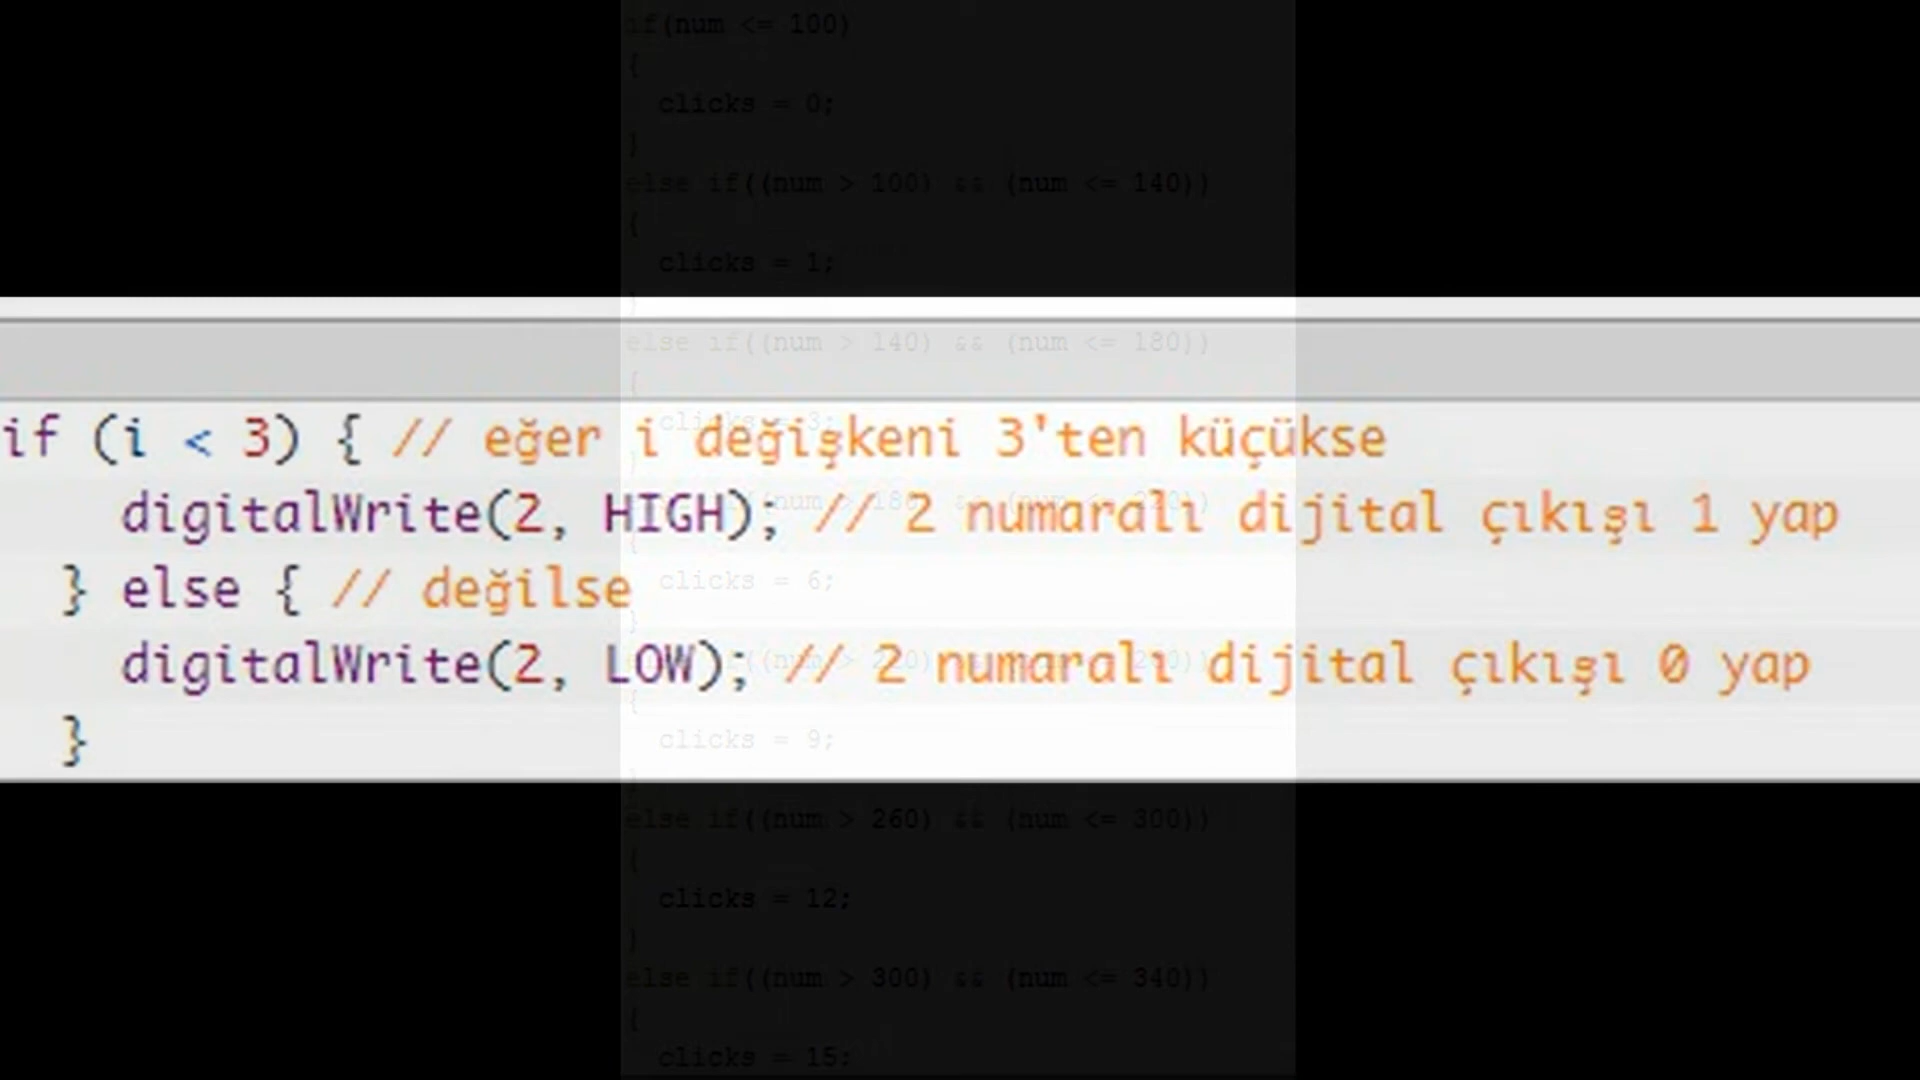 if (i < 3) { // eğer i değişkeni 3'ten küçükse
digitalWrite(2, HIGH); // 2 numaralı dijital çıkışı 1 yap
} else { // değilse
digitalWrite(2, LOW); // 2 numaralı dijital çıkışı 0 yap
}
if(num <= 100)
{
clicks = 0;
}
else if((num > 100) && (num <= 140))
{
clicks = 1;
}
else if((num > 140) && (num <= 180))
{
clicks = 3;
}
{
clicks = 6;
}
{
clicks = 9;
}
else if((num > 260) && (num <= 300))
{
clicks = 12;
}
else if((num > 300) && (num <= 340))
{
clicks = 15;